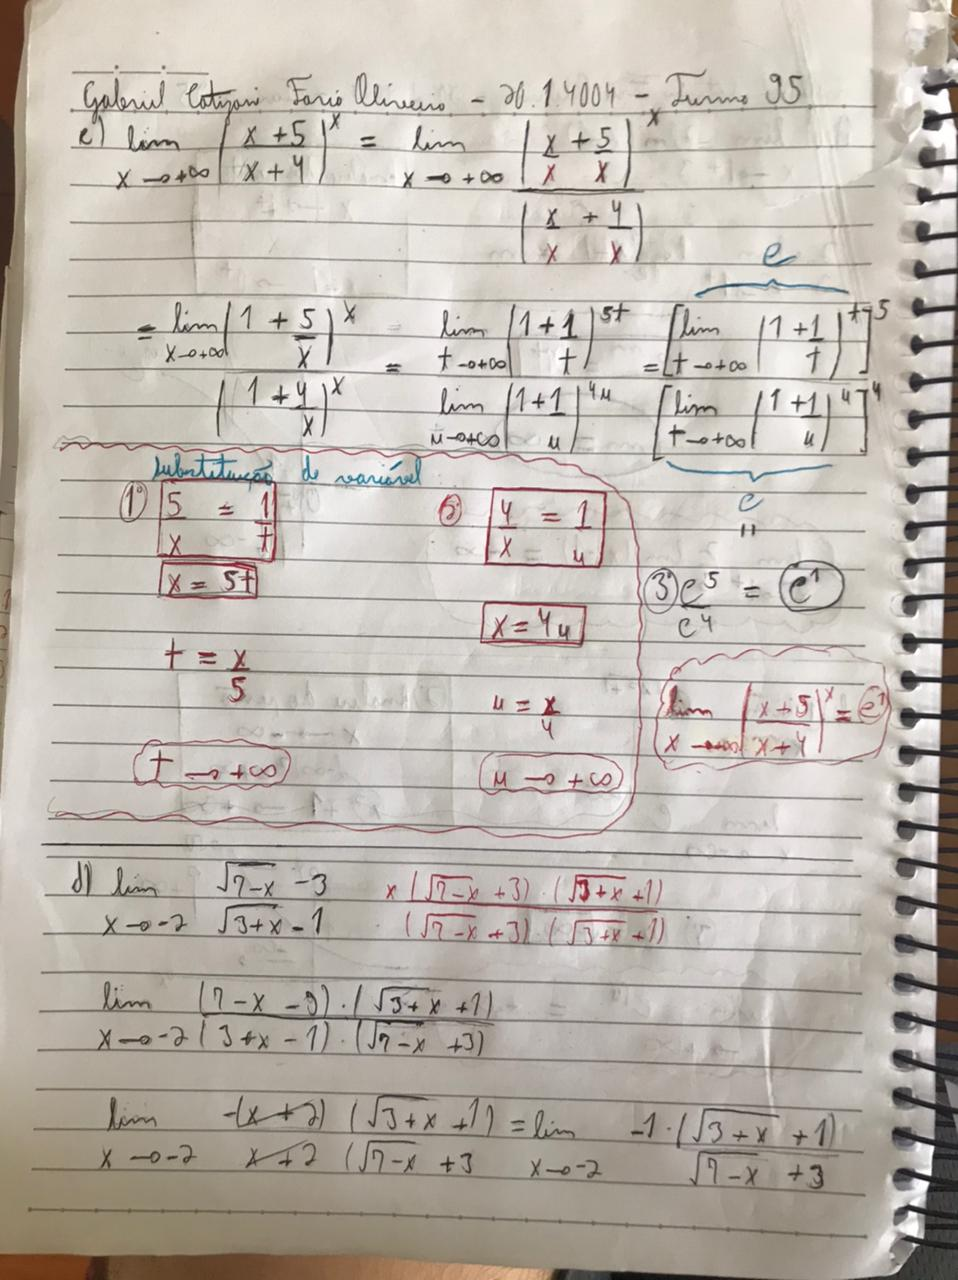 Gabriel Cotijani Faria Oliveira - 20.1.4004 - Turma 95
e) lim x→+∞ ((x+5)/(x+4))^x = lim x→+∞ ((x/x + 5/x)/(x/x + 4/x))^x
= lim x→+∞ (1 + 5/x)^x / (1 + 4/x)^x = lim t→+∞ (1 + 1/t)^5t / lim u→+∞ (1 + 1/u)^4u = [lim t→+∞ (1 + 1/t)^t]^5 / [lim t→+∞ (1 + 1/u)^u]^4
e
e
"
substituição de variável
1º 5/x = 1/t
x = 5t
t = x/5
t → +∞
2º 4/x = 1/u
x = 4u
u = x/4
u → +∞
3º e^5/e^4 = e^1
lim x→+∞ ((x+5)/(x+4))^x = e^1
d) lim x→-2 (√7-x - 3)/(√3+x - 1) x (√7-x + 3) · (√3+x + 1)/(√7-x + 3) (√3+x + 1)
lim x→-2 (7-x-9) · (√3+x + 1)/(3+x-1) · (√7-x + 3)
lim x→-2 -(x+2) (√3+x + 1)/x+2 (√7-x + 3 = lim x→-2 -1 · (√3+x + 1)/√7-x + 3